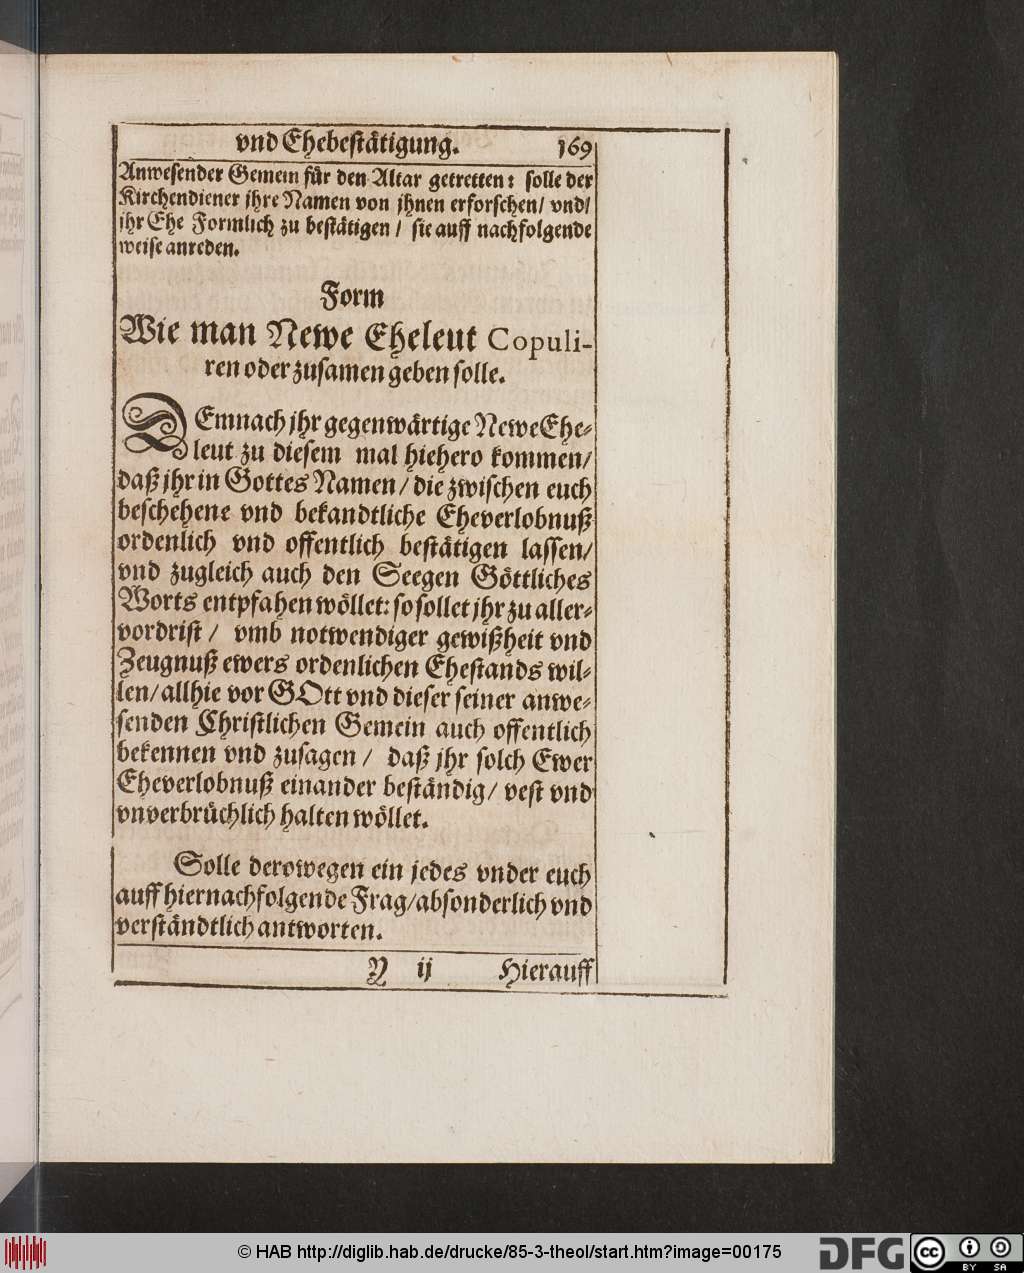 vnd Ehebestätigung. 169
Anwesender Gemein für den Altar getretten: solle der
Kirchendiener jhre Namen von jhnen erforschen/ vnd/
jhr Ehe Formlich zu bestätigen/ sie auff nachfolgende
weise anreden.
Form
Wie man Newe Eheleut Copuli-
ren oder zusamen geben solle.
DEmnach jhr gegenwärtige Newe Ehe-
leut zu diesem mal hiehero kommen/
daß jhr in Gottes Namen/ die zwischen euch
beschehene vnd bekandtliche Eheverlobnuß
ordenlich vnd offentlich bestätigen lassen/
vnd zugleich auch den Seegen Göttliches
Worts entpfahen wöllet: so sollet jhr zu aller-
vordrist/ vmb notwendiger gewißheit vnd
Zeugnuß ewers ordenlichen Ehestands wil-
len/ allhie vor GOtt vnd dieser seiner anwe-
senden Christlichen Gemein auch offentlich
bekennen vnd zusagen/ daß jhr solch Ewer
Eheverlobnuß einander beständig/ vest vnd
vnverbrüchlich halten wöllet.
Solle derowegen ein jedes vnder euch
auff hiernachfolgende Frag/ absonderlich vnd
verständtlich antworten.
Y ij Hierauff
© HAB http://diglib.hab.de/drucke/85-3-theol/start.htm?image=00175
DFG cc BY SA